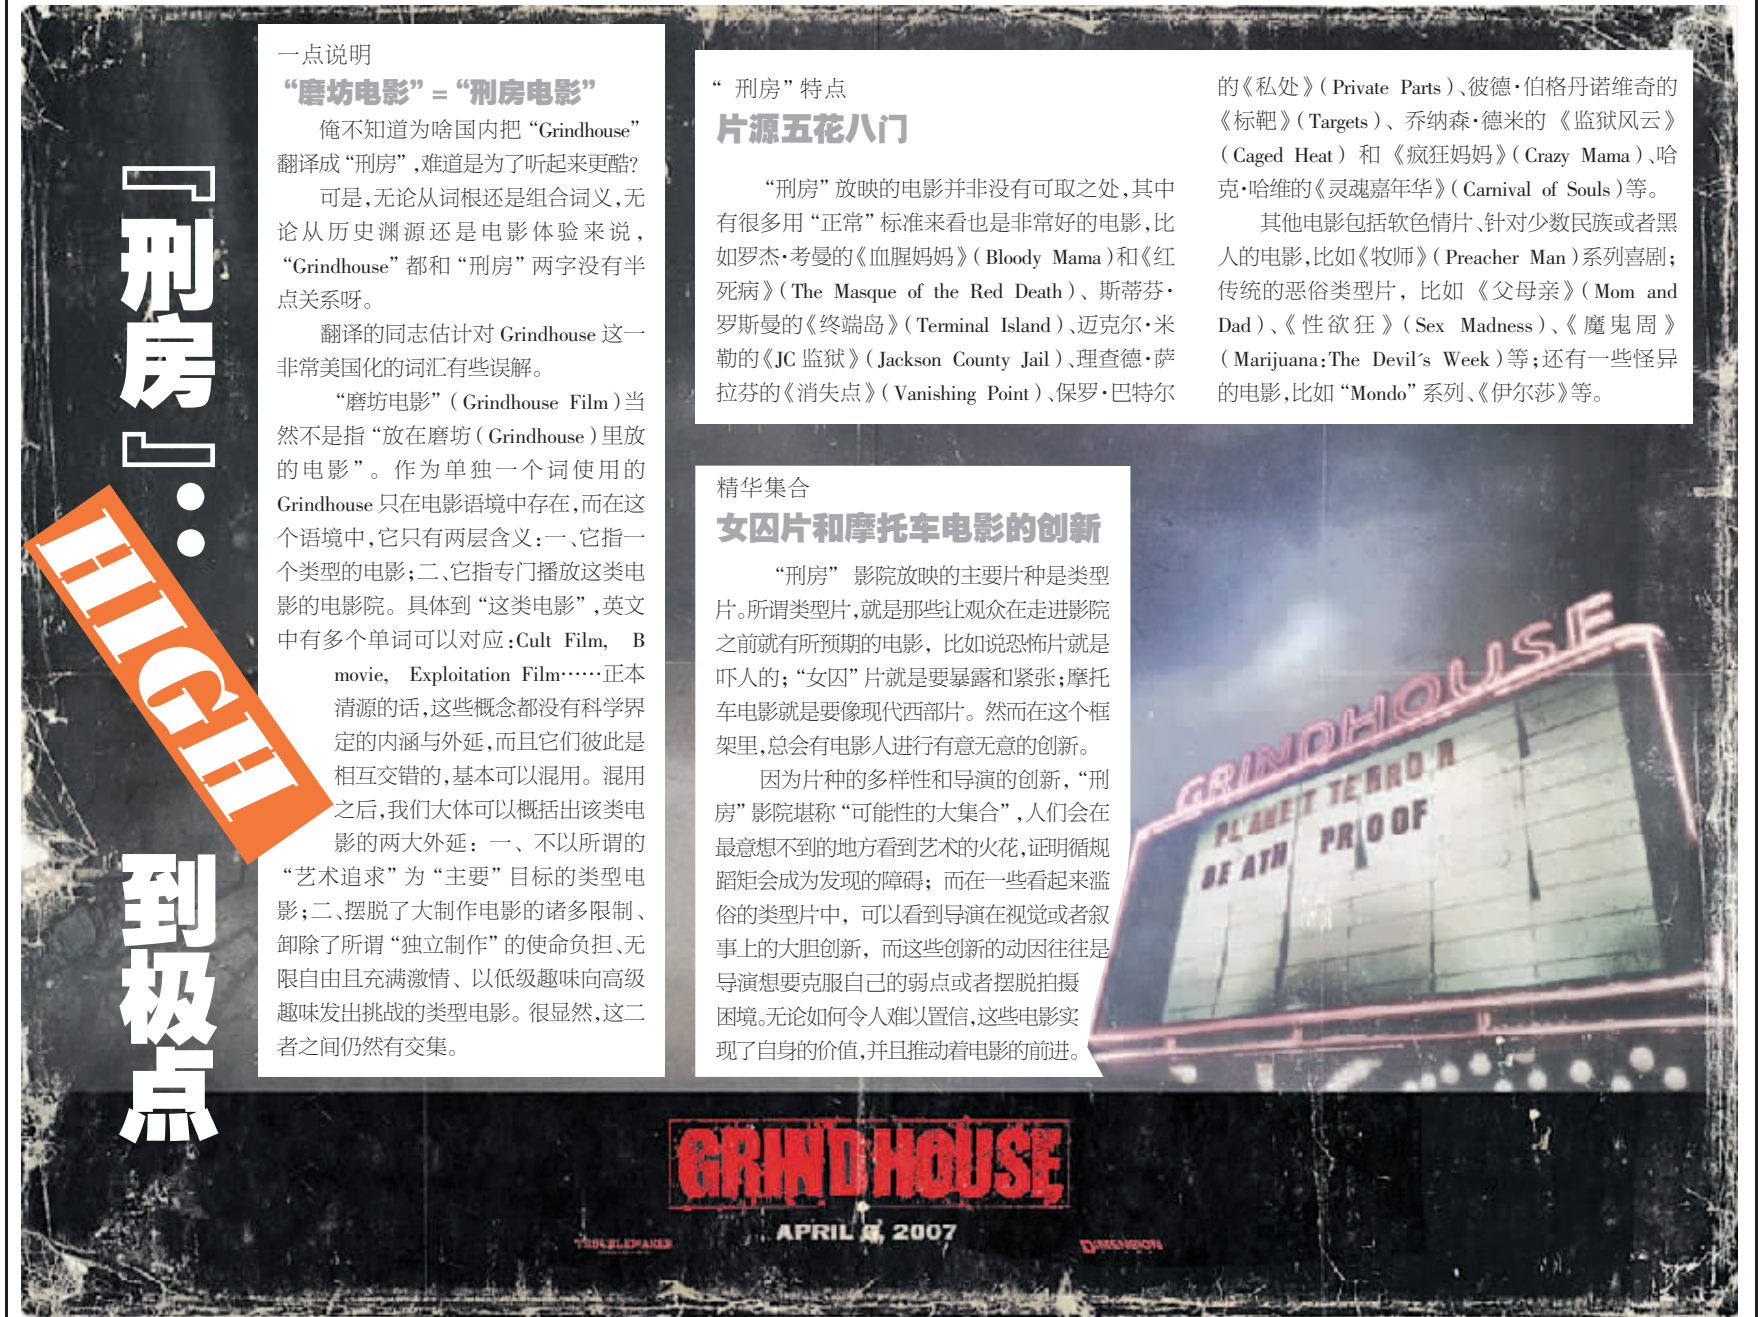 『刑房』：
HIGH
到极点
一点说明
“磨坊电影”=“刑房电影”
俺不知道为啥国内把“Grindhouse”
翻译成“刑房”,难道是为了听起来更酷?
可是,无论从词根还是组合词义,无
论从历史渊源还是电影体验来说,
“Grindhouse”都和“刑房”两字没有半
点关系呀。
翻译的同志估计对 Grindhouse 这一
非常美国化的词汇有些误解。
“磨坊电影”(Grindhouse Film)当
然不是指“放在磨坊(Grindhouse)里放
的电影”。作为单独一个词使用的
Grindhouse 只在电影语境中存在,而在这
个语境中,它只有两层含义:一、它指一
个类型的电影;二、它指专门播放这类电
影的电影院。具体到“这类电影”,英文
中有多个单词可以对应:Cult Film, B
movie, Exploitation Film……正本
清源的话,这些概念都没有科学界
定的内涵与外延,而且它们彼此是
相互交错的,基本可以混用。混用
之后,我们大体可以概括出该类电
影的两大外延:一、不以所谓的
“艺术追求”为“主要”目标的类型电
影;二、摆脱了大制作电影的诸多限制、
卸除了所谓“独立制作”的使命负担、无
限自由且充满激情、以低级趣味向高级
趣味发出挑战的类型电影。很显然,这二
者之间仍然有交集。
“刑房”特点
片源五花八门
“刑房”放映的电影并非没有可取之处,其中
有很多用“正常”标准来看也是非常好的电影,比
如罗杰·考曼的《血腥妈妈》(Bloody Mama)和《红
死病》(The Masque of the Red Death)、斯蒂芬·
罗斯曼的《终端岛》(Terminal Island)、迈克尔·米
勒的《JC 监狱》(Jackson County Jail)、理查德·萨
拉芬的《消失点》(Vanishing Point)、保罗·巴特尔
的《私处》(Private Parts)、彼德·伯格丹诺维奇的
《标靶》(Targets)、乔纳森·德米的《监狱风云》
(Caged Heat)和《疯狂妈妈》(Crazy Mama)、哈
克·哈维的《灵魂嘉年华》(Carnival of Souls)等。
其他电影包括软色情片、针对少数民族或者黑
人的电影,比如《牧师》(Preacher Man)系列喜剧;
传统的恶俗类型片,比如《父母亲》(Mom and
Dad)、《性欲狂》(Sex Madness)、《魔鬼周》
(Marijuana:The Devil´s Week)等;还有一些怪异
的电影,比如“Mondo”系列、《伊尔莎》等。
精华集合
女囚片和摩托车电影的创新
“刑房”影院放映的主要片种是类型
片。所谓类型片,就是那些让观众在走进影院
之前就有所预期的电影,比如说恐怖片就是
吓人的;“女囚”片就是要暴露和紧张;摩托
车电影就是要像现代西部片。然而在这个框
架里,总会有电影人进行有意无意的创新。
因为片种的多样性和导演的创新,“刑
房”影院堪称“可能性的大集合”,人们会在
最意想不到的地方看到艺术的火花,证明循规
蹈矩会成为发现的障碍;而在一些看起来滥
俗的类型片中,可以看到导演在视觉或者叙
事上的大胆创新,而这些创新的动因往往是
导演想要克服自己的弱点或者摆脱拍摄
困境。无论如何令人难以置信,这些电影实
现了自身的价值,并且推动着电影的前进。
GRINDHOUSE
PLANET TERROR
DEATH PROOF
GRINDHOUSE
APRIL 6, 2007
TROUBLEMAKER
DIMENSION